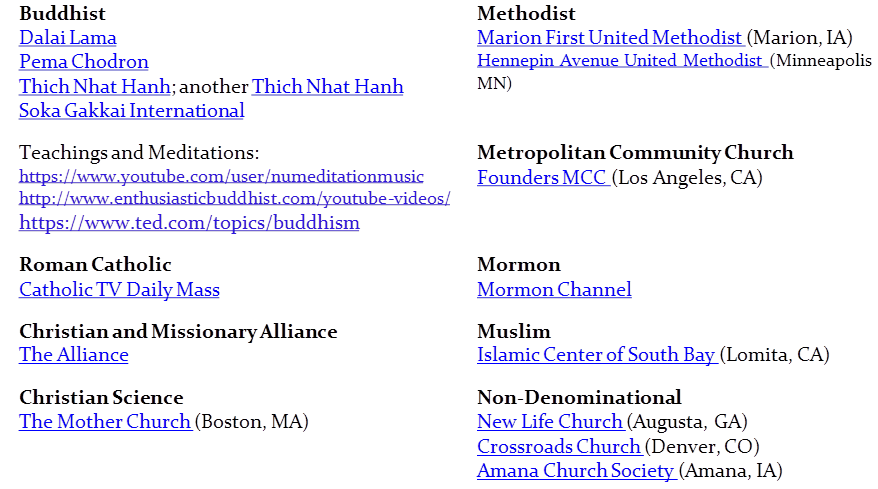 Buddhist
Dalai Lama
Pema Chodron
Thich Nhat Hanh; another Thich Nhat Hanh
Soka Gakkai International
Teachings and Meditations:
https://www.youtube.com/user/numeditationmusic
http://www.enthusiasticbuddhist.com/youtube-videos/
https://www.ted.com/topics/buddhism
Roman Catholic
Catholic TV Daily Mass
Christian and Missionary Alliance
The Alliance
Christian Science
The Mother Church (Boston, MA)
Methodist
Marion First United Methodist (Marion, IA)
Hennepin Avenue United Methodist (Minneapolis
MN)
Metropolitan Community Church
Founders MCC (Los Angeles, CA)
Mormon
Mormon Channel
Muslim
Islamic Center of South Bay (Lomita, CA)
Non-Denominational
New Life Church (Augusta, GA)
Crossroads Church (Denver, CO)
Amana Church Society (Amana, IA)